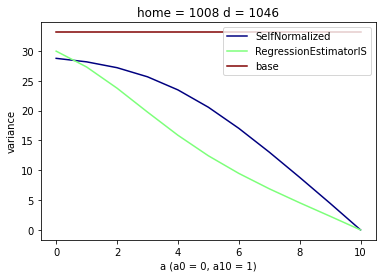 home = 1008 d = 1046
SelfNormalized
RegressionEstimatorIS
base
variance
30
25
20
15
10
5
0
0 2 4 6 8 10
a (a0 = 0, a10 = 1)